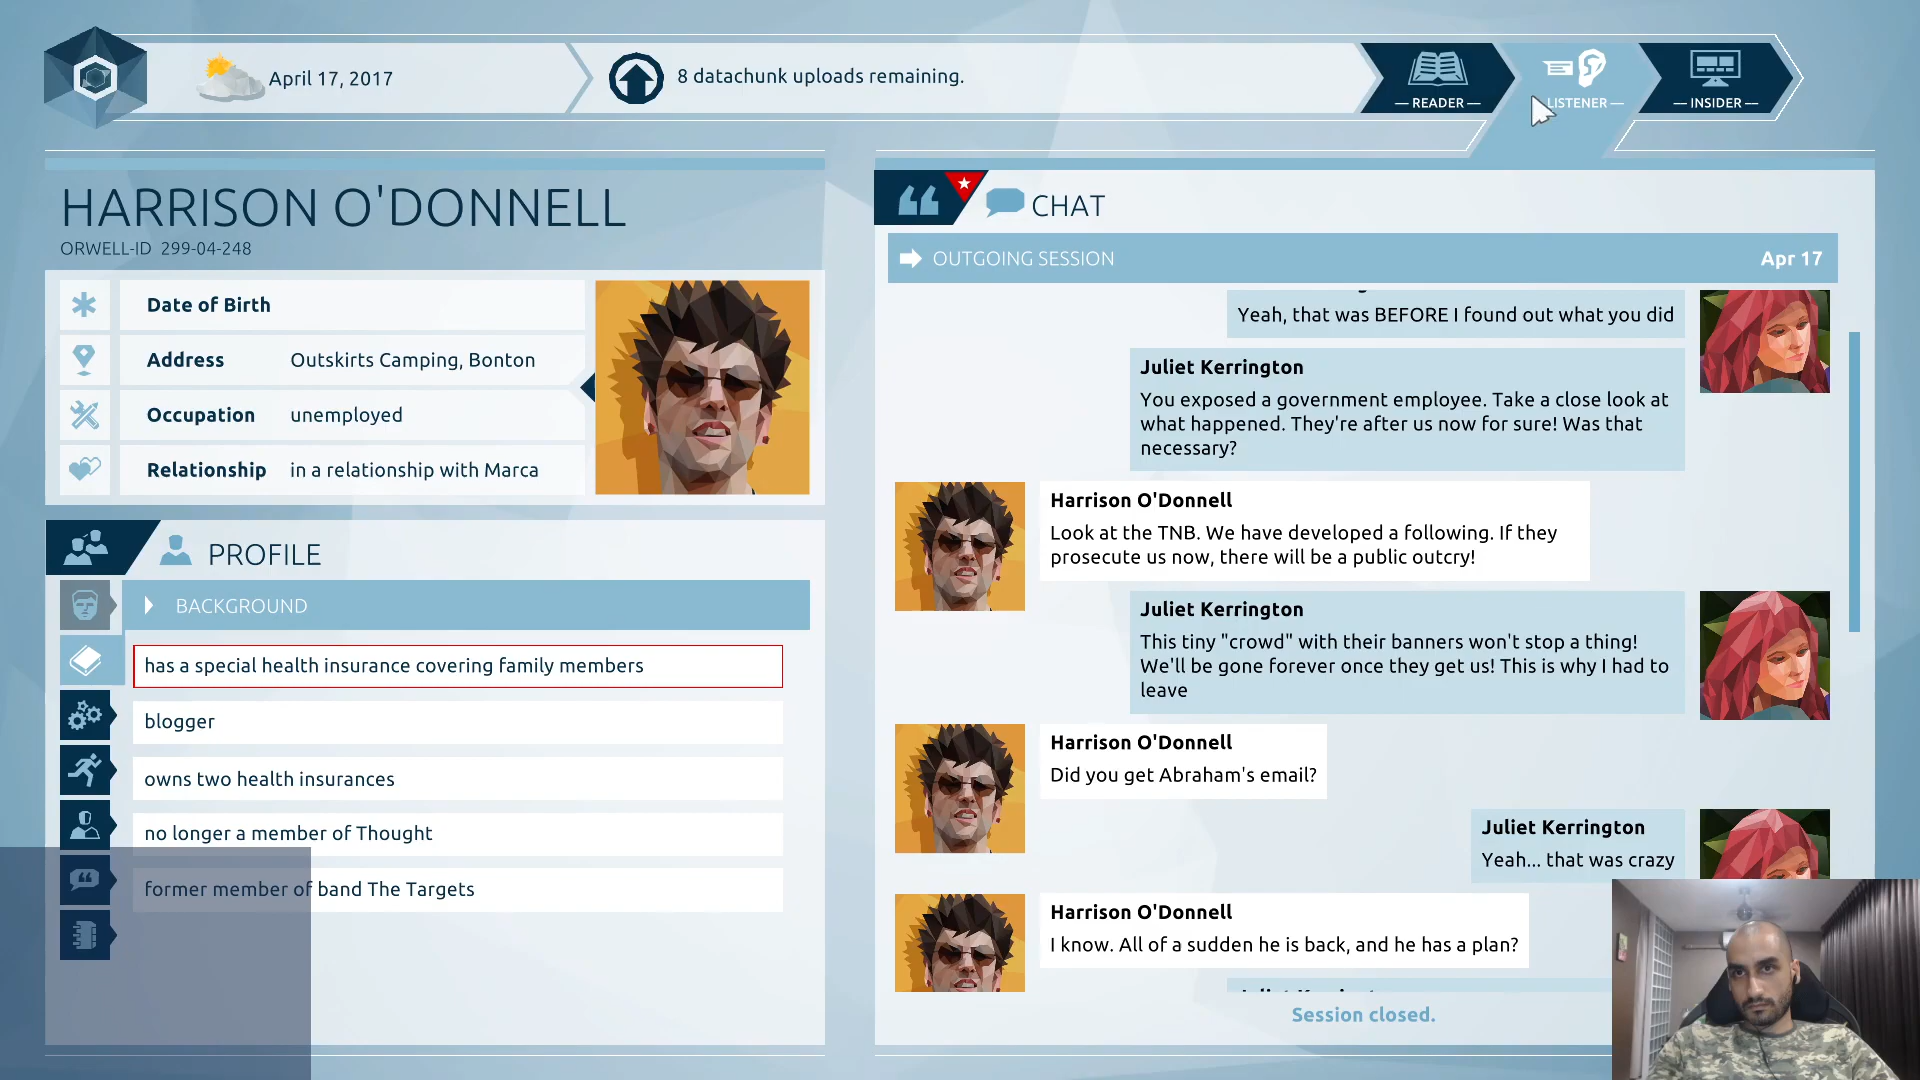 April 17, 2017
8 datachunk uploads remaining.
— READER —
LISTENER —
— INSIDER —
HARRISON O'DONNELL
ORWELL-ID 299-04-248
Date of Birth
Address Outskirts Camping, Bonton
Occupation unemployed
Relationship in a relationship with Marca
PROFILE
BACKGROUND
has a special health insurance covering family members
blogger
owns two health insurances
no longer a member of Thought
former member of band The Targets
CHAT
OUTGOING SESSION Apr 17
Yeah, that was BEFORE I found out what you did
Juliet Kerrington
You exposed a government employee. Take a close look at
what happened. They're after us now for sure! Was that
necessary?
Harrison O'Donnell
Look at the TNB. We have developed a following. If they
prosecute us now, there will be a public outcry!
Juliet Kerrington
This tiny "crowd" with their banners won't stop a thing!
We'll be gone forever once they get us! This is why I had to
leave
Harrison O'Donnell
Did you get Abraham's email?
Juliet Kerrington
Yeah... that was crazy
Harrison O'Donnell
I know. All of a sudden he is back, and he has a plan?
Session closed.